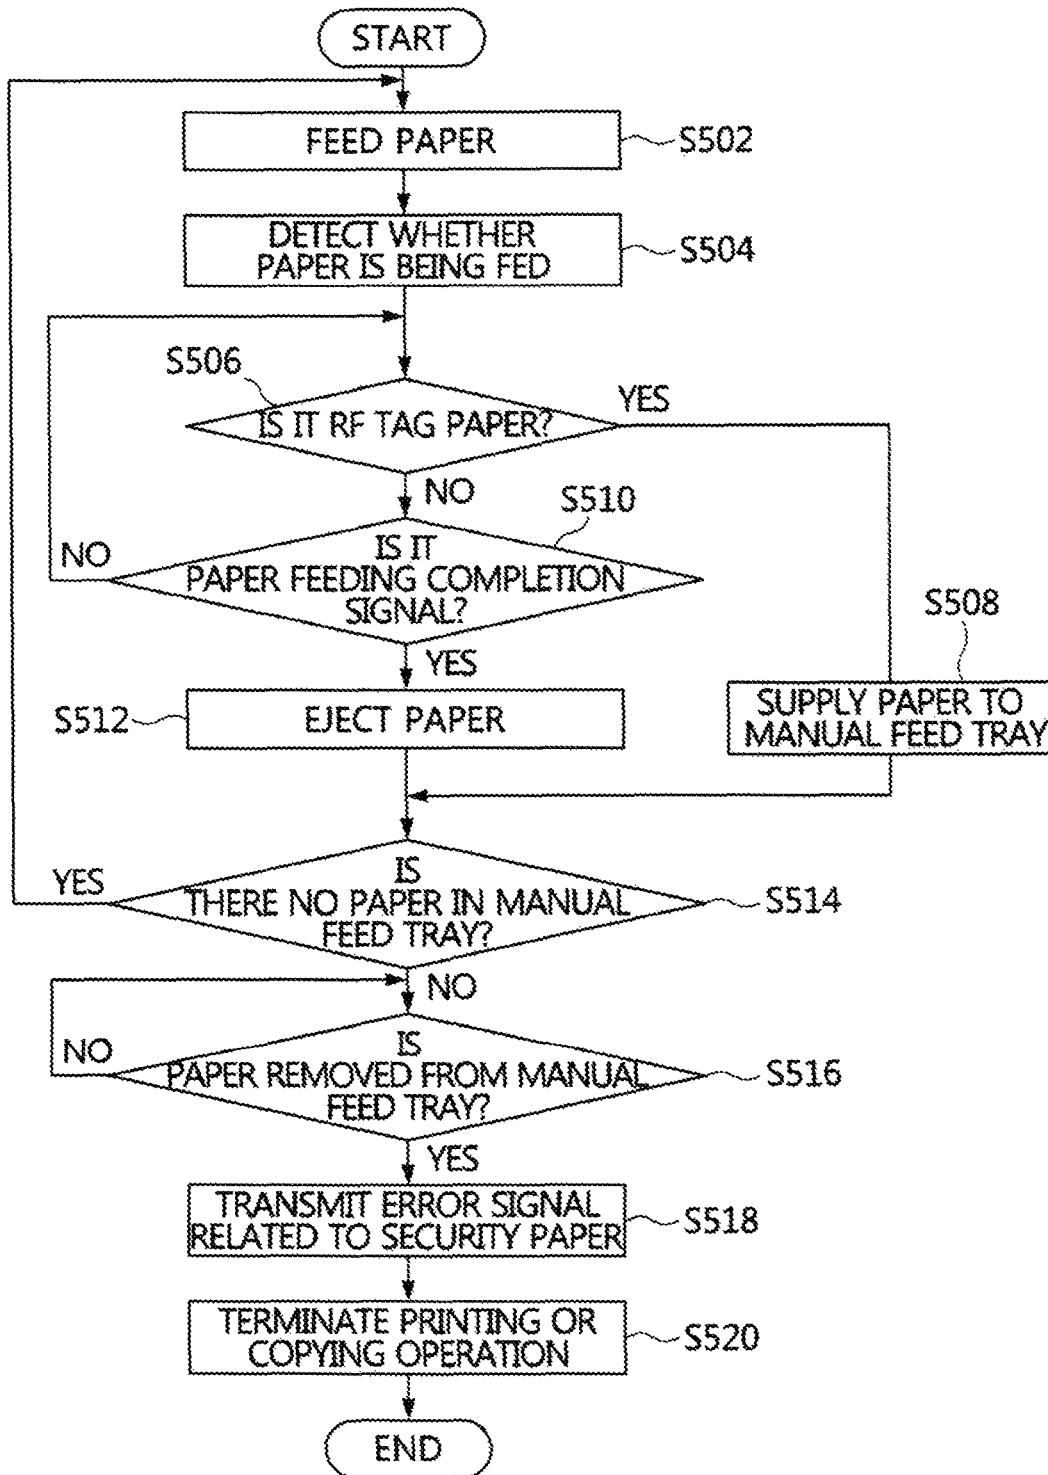 START
FEED PAPER
S502
DETECT WHETHER
PAPER IS BEING FED
S504
S506
IS IT RF TAG PAPER?
YES
NO
S510
IS IT
PAPER FEEDING COMPLETION
SIGNAL?
NO
YES
S508
SUPPLY PAPER TO
MANUAL FEED TRAY
S512
EJECT PAPER
IS
THERE NO PAPER IN MANUAL
FEED TRAY?
YES
S514
NO
IS
PAPER REMOVED FROM MANUAL
FEED TRAY?
NO
S516
YES
TRANSMIT ERROR SIGNAL
RELATED TO SECURITY PAPER
S518
TERMINATE PRINTING OR
COPYING OPERATION
S520
END